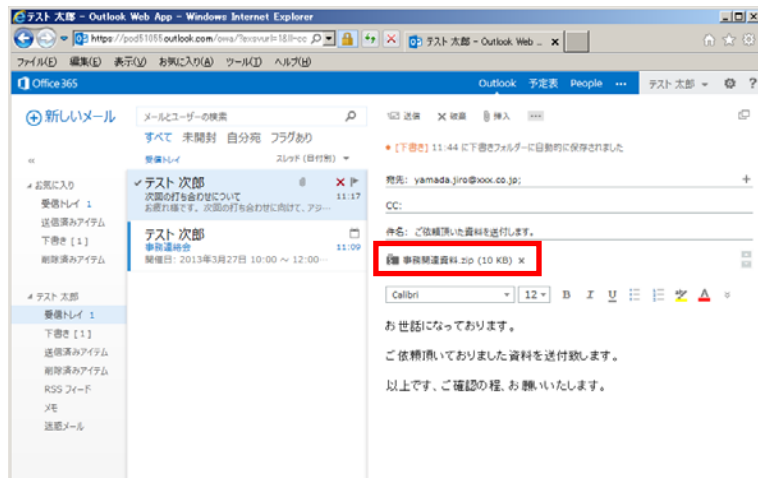 テスト 太郎 - Outlook Web App - Windows Internet Explorer
テスト 太郎 - Outlook Web ...
ファイル(F) 編集(E) 表示(V) お気に入り(A) ツール(T) ヘルプ(H)
Office 365
Outlook 予定表 People ••• テスト 太郎 ?
新しいメール
メールとユーザーの検索
すべて 未開封 自分宛 フラグあり
受信トレイ スレッド (日付別)
お気に入り
受信トレイ 1
送信済みアイテム
下書き [1]
削除済みアイテム
テスト 太郎
受信トレイ 1
下書き [1]
送信済みアイテム
削除済みアイテム
RSS フィード
メモ
迷惑メール
テスト 次郎
次回の打ち合わせについて 11:17
お疲れ様です。次回の打ち合わせに向けて、アジ…
テスト 次郎
事務連絡会 11:09
開催日: 2013年3月27日 10:00 ~ 12:00…
送信 破棄 挿入
[下書き] 11:44 に下書きフォルダーに自動的に保存されました
宛先: yamada.jiro@xxx.co.jp;
CC:
件名: ご依頼頂いた資料を送付します。
事務関連資料.zip (10 KB) ×
Calibri 12 B I U A
お世話になっております。
ご依頼頂いておりました資料を送付致します。
以上です、ご確認の程、お願いいたします。